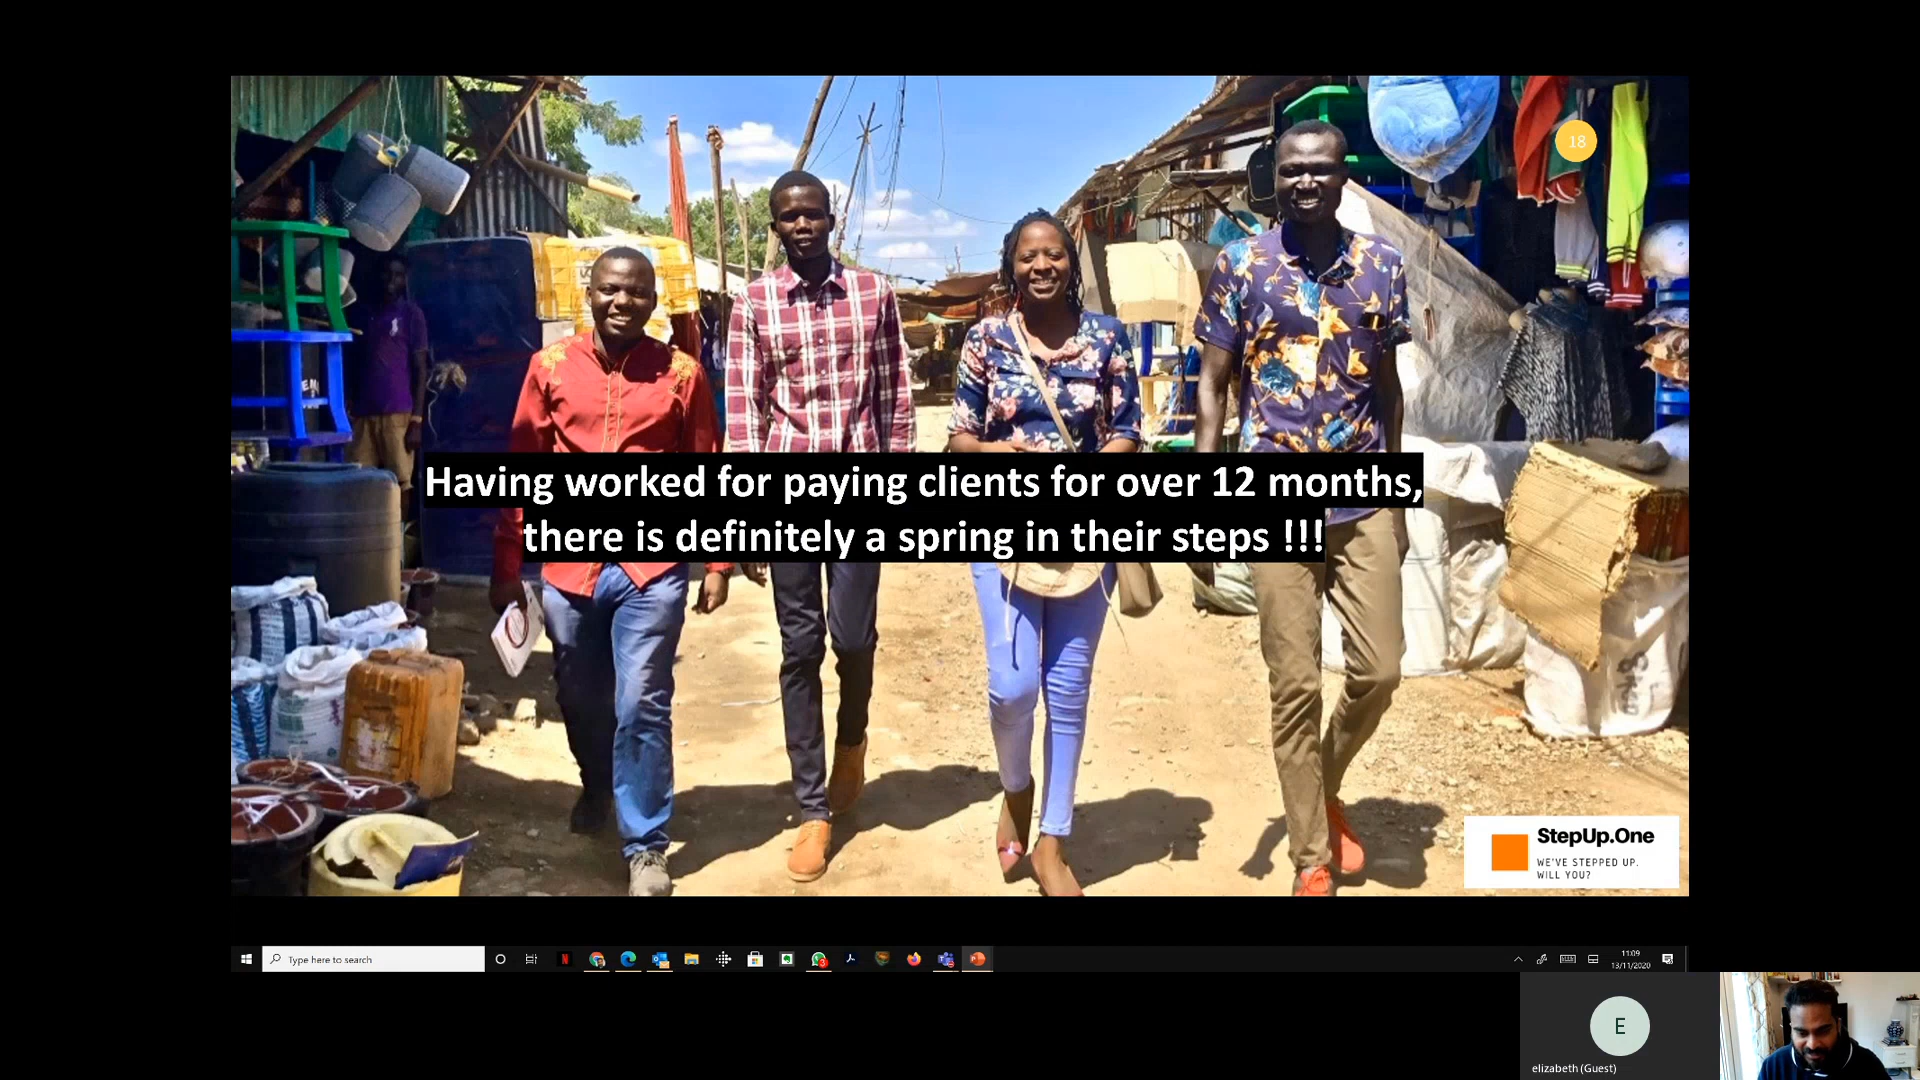 18
Having worked for paying clients for over 12 months,
there is definitely a spring in their steps !!!
StepUp.One
WE'VE STEPPED UP.
WILL YOU?
Type here to search
11:09
13/11/2020
E
elizabeth (Guest)